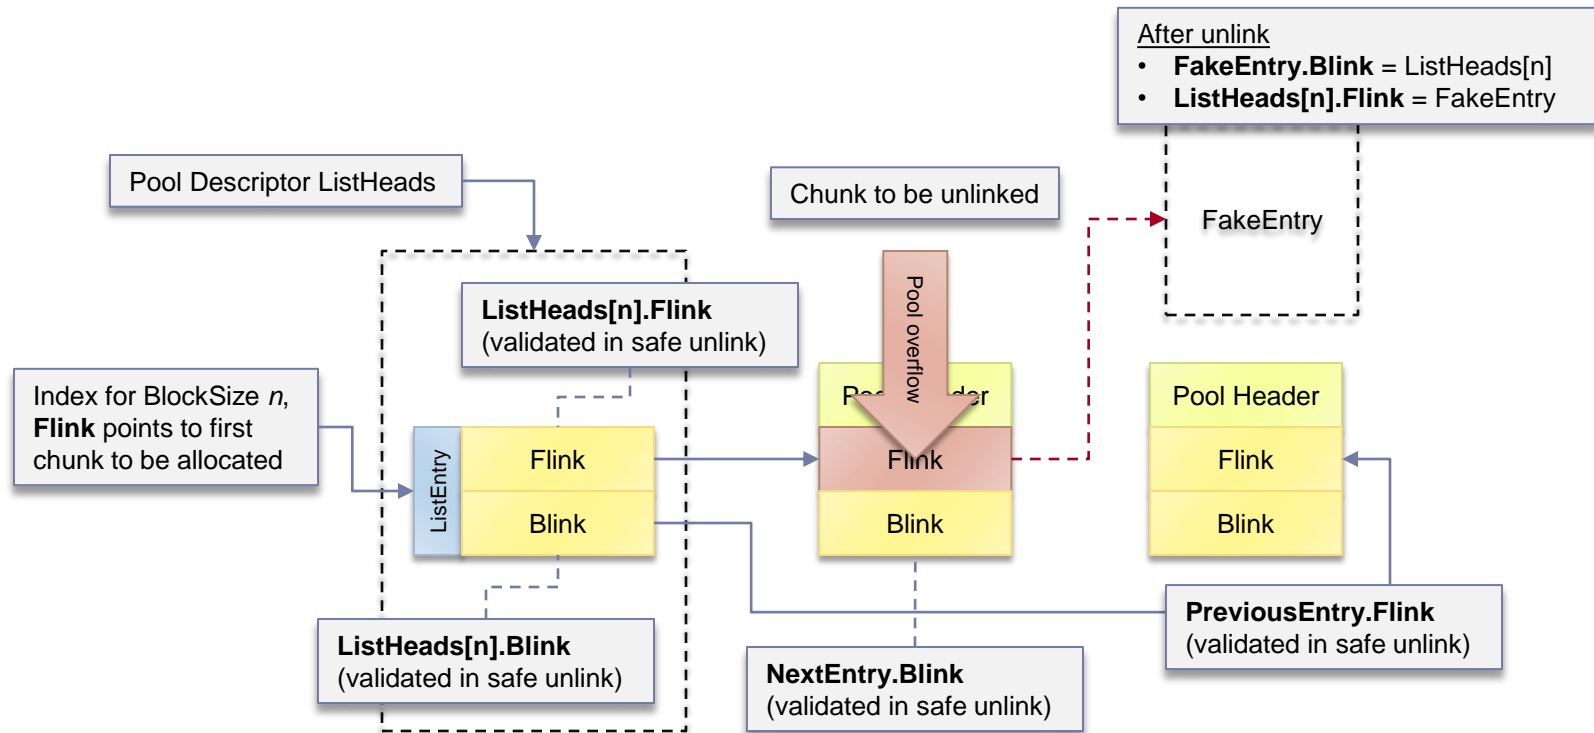 After unlink
• FakeEntry.Blink = ListHeads[n]
• ListHeads[n].Flink = FakeEntry
Pool Descriptor ListHeads
Chunk to be unlinked
FakeEntry
Pool overflow
ListHeads[n].Flink
(validated in safe unlink)
Index for BlockSize n,
Flink points to first
chunk to be allocated
ListEntry
Flink
Blink
Flink
Blink
Pool Header
Flink
Blink
ListHeads[n].Blink
(validated in safe unlink)
NextEntry.Blink
(validated in safe unlink)
PreviousEntry.Flink
(validated in safe unlink)